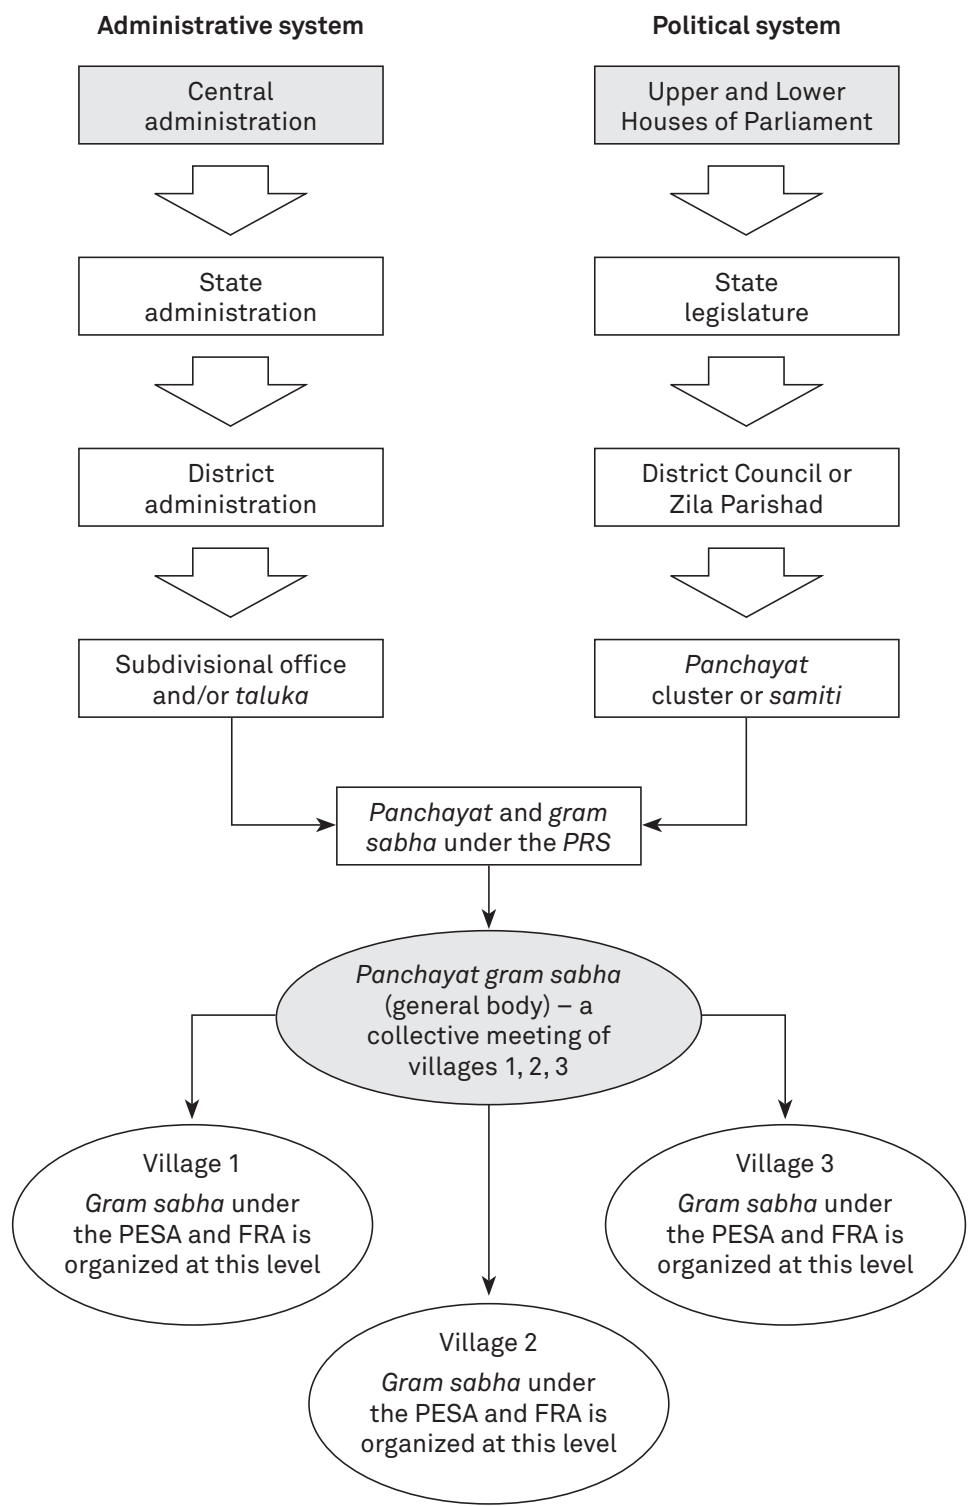 Administrative system
Political system
Central
administration
Upper and Lower
Houses of Parliament
State
administration
State
legislature
District
administration
District Council or
Zila Parishad
Subdivisional office
and/or taluka
Panchayat
cluster or samiti
Panchayat and gram
sabha under the PRS
Panchayat gram sabha
(general body) – a
collective meeting of
villages 1, 2, 3
Village 1
Gram sabha under
the PESA and FRA is
organized at this level
Village 3
Gram sabha under
the PESA and FRA is
organized at this level
Village 2
Gram sabha under
the PESA and FRA is
organized at this level